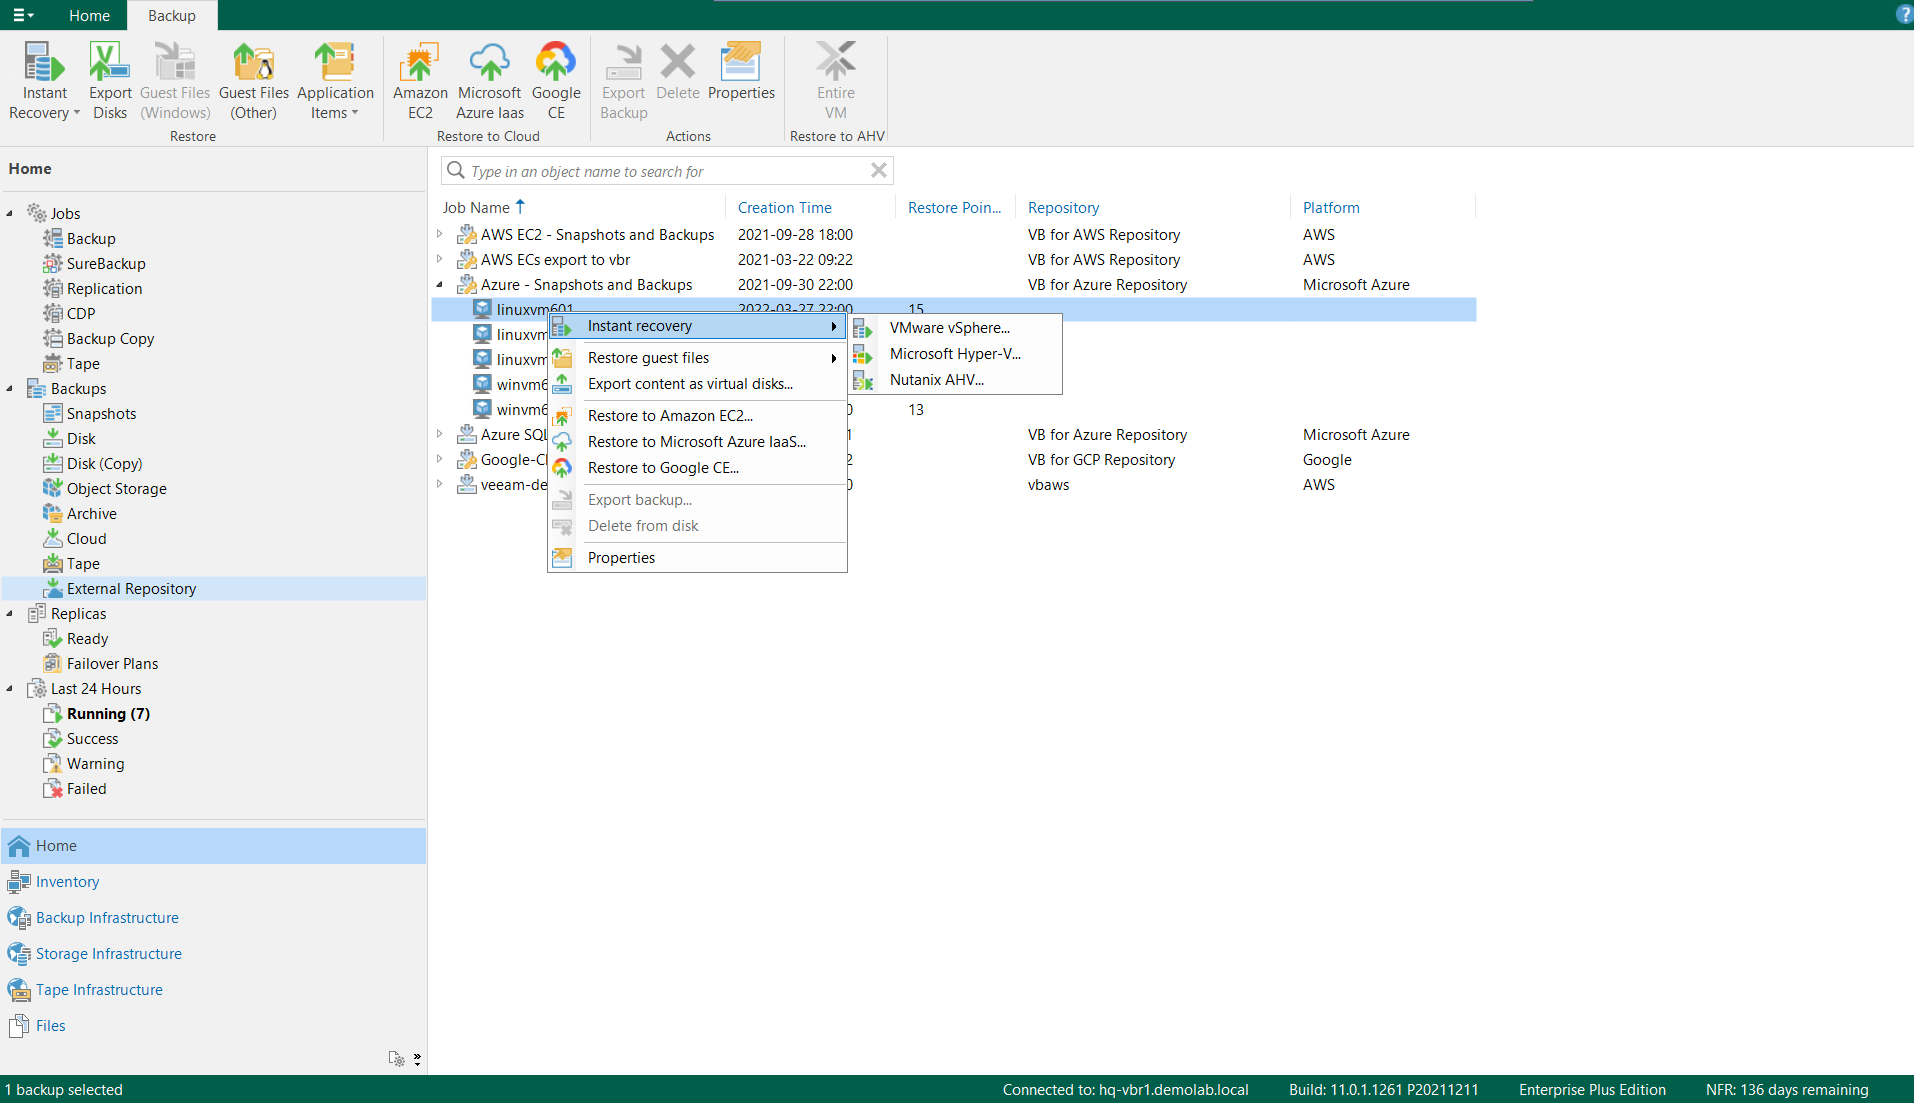 Home
Backup
?
Instant Recovery
Export Disks
Guest Files (Windows)
Guest Files (Other)
Application Items
Restore
Amazon EC2
Microsoft Azure Iaas
Google CE
Restore to Cloud
Export Backup
Delete
Properties
Actions
Entire VM
Restore to AHV
Home
Jobs
Backup
SureBackup
Replication
CDP
Backup Copy
Tape
Backups
Snapshots
Disk
Disk (Copy)
Object Storage
Archive
Cloud
Tape
External Repository
Replicas
Ready
Failover Plans
Last 24 Hours
Running (7)
Success
Warning
Failed
Home
Inventory
Backup Infrastructure
Storage Infrastructure
Tape Infrastructure
Files
Type in an object name to search for
Job Name Creation Time Restore Poin... Repository Platform
AWS EC2 - Snapshots and Backups 2021-09-28 18:00 VB for AWS Repository AWS
AWS ECs export to vbr 2021-03-22 09:22 VB for AWS Repository AWS
Azure - Snapshots and Backups 2021-09-30 22:00 VB for Azure Repository Microsoft Azure
linuxvm601 2022-03-27 22:00 15
linuxvm
linuxvm
winvm6
winvm6 0 13
Azure SQL 1 VB for Azure Repository Microsoft Azure
Google-Cl 2 VB for GCP Repository Google
veeam-de 0 vbaws AWS
Instant recovery
Restore guest files
Export content as virtual disks...
Restore to Amazon EC2...
Restore to Microsoft Azure IaaS...
Restore to Google CE...
Export backup...
Delete from disk
Properties
VMware vSphere...
Microsoft Hyper-V...
Nutanix AHV...
1 backup selected
Connected to: hq-vbr1.demolab.local
Build: 11.0.1.1261 P20211211
Enterprise Plus Edition
NFR: 136 days remaining